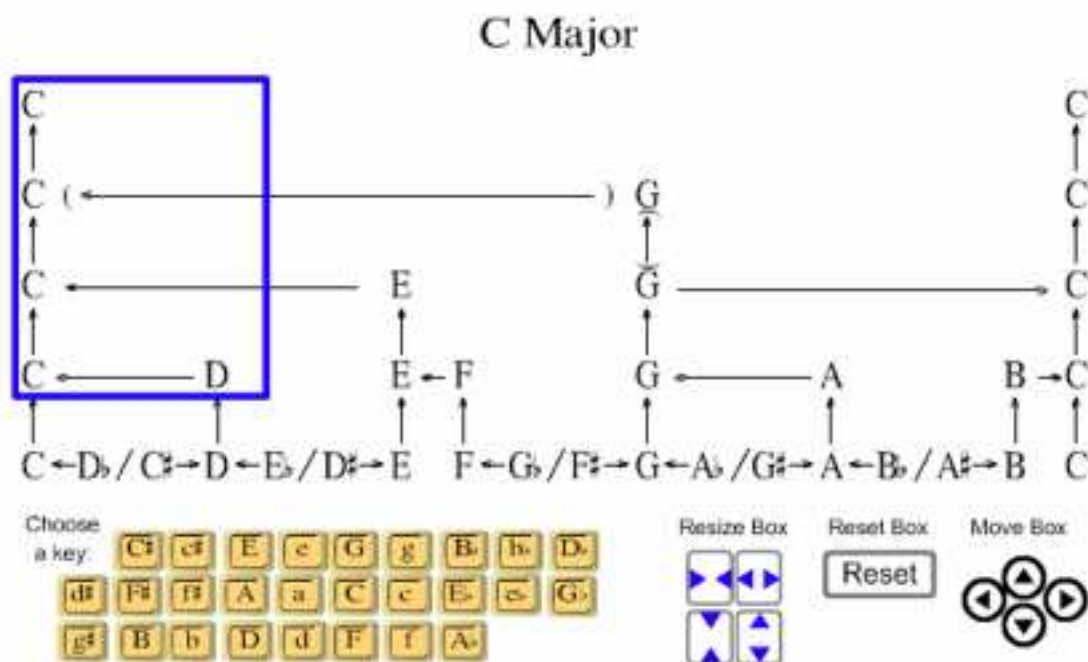 C Major
C C
C ( ) G C
C E G C
C D E F G A B C
C D♭/C♯ D E♭/D♯ E F G♭/F♯ G A♭/G♯ A B♭/A♯ B C
Choose
a key:
C♯ c♯ E e G g B♭ b♭ D♭
d♯ F♯ f♯ A a C c E♭ e♭ G♭
g♯ B b D d F f A♭
Resize Box
Reset Box
Reset
Move Box